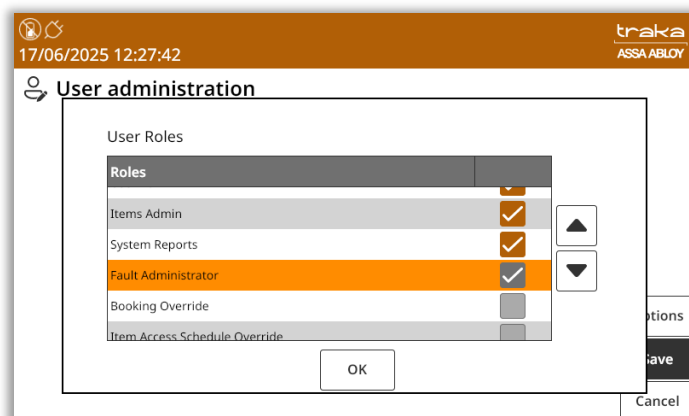 traka
17/06/2025 12:27:42
ASSA ABLOY
User administration
User Roles
Roles
Items Admin
System Reports
Fault Administrator
Booking Override
Item Access Schedule Override
OK
ptions
Save
Cancel